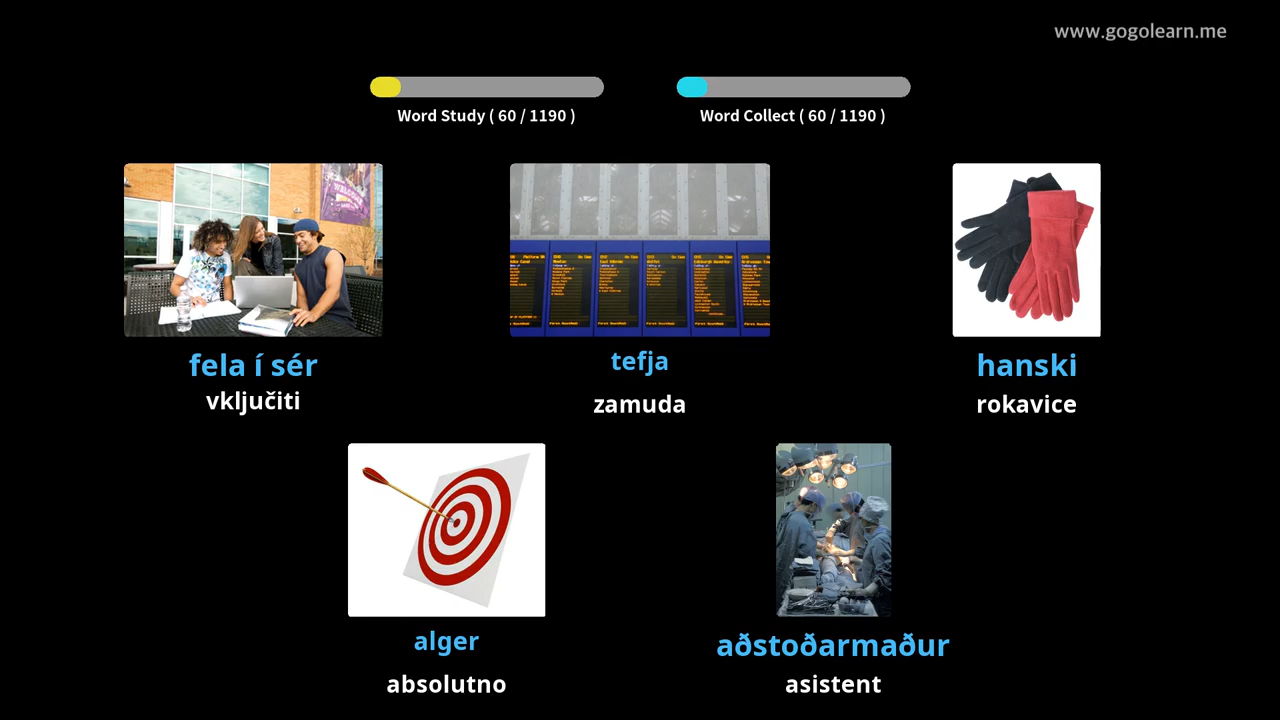 www.gogolearn.me
Word Study ( 60 / 1190 )
Word Collect ( 60 / 1190 )
WELCOME
fela í sér
vključiti
tefja
zamuda
hanski
rokavice
alger
absolutno
aðstoðarmaður
asistent